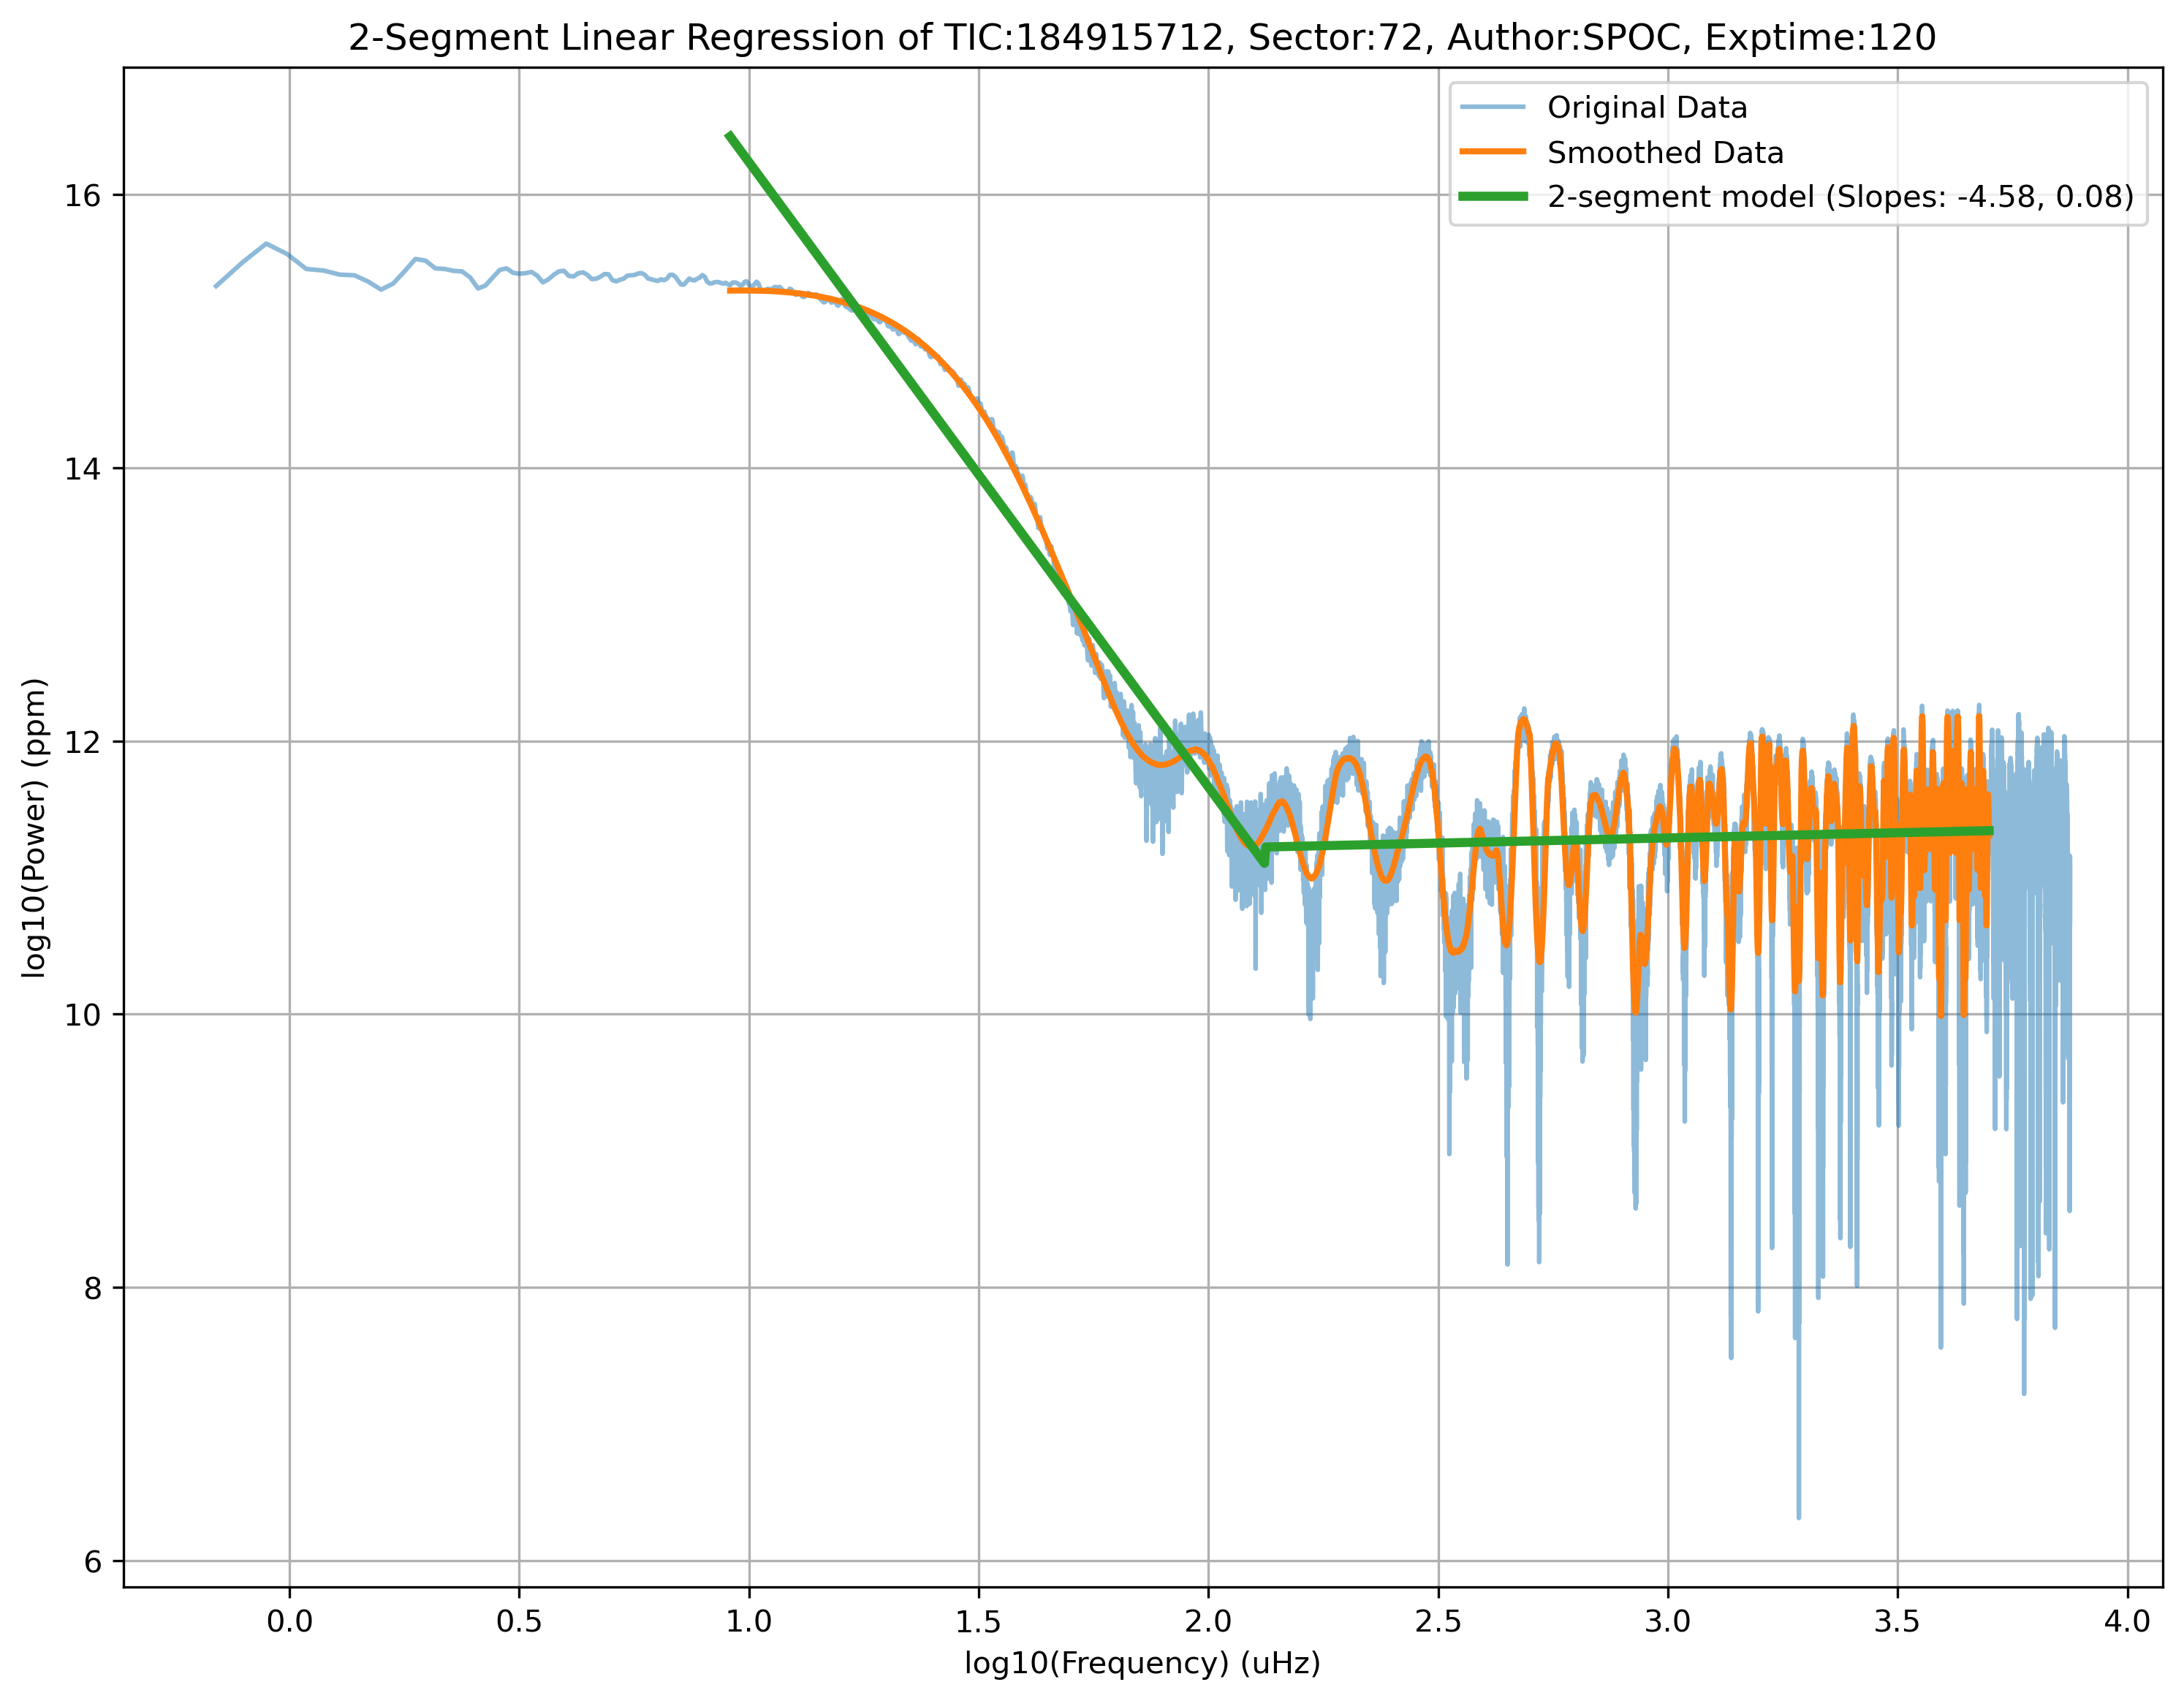 2-Segment Linear Regression of TIC:184915712, Sector:72, Author:SPOC, Exptime:120
Original Data
Smoothed Data
2-segment model (Slopes: -4.58, 0.08)
log10(Power) (ppm)
16
14
12
10
8
6
0.0 0.5 1.0 1.5 2.0 2.5 3.0 3.5 4.0
log10(Frequency) (uHz)